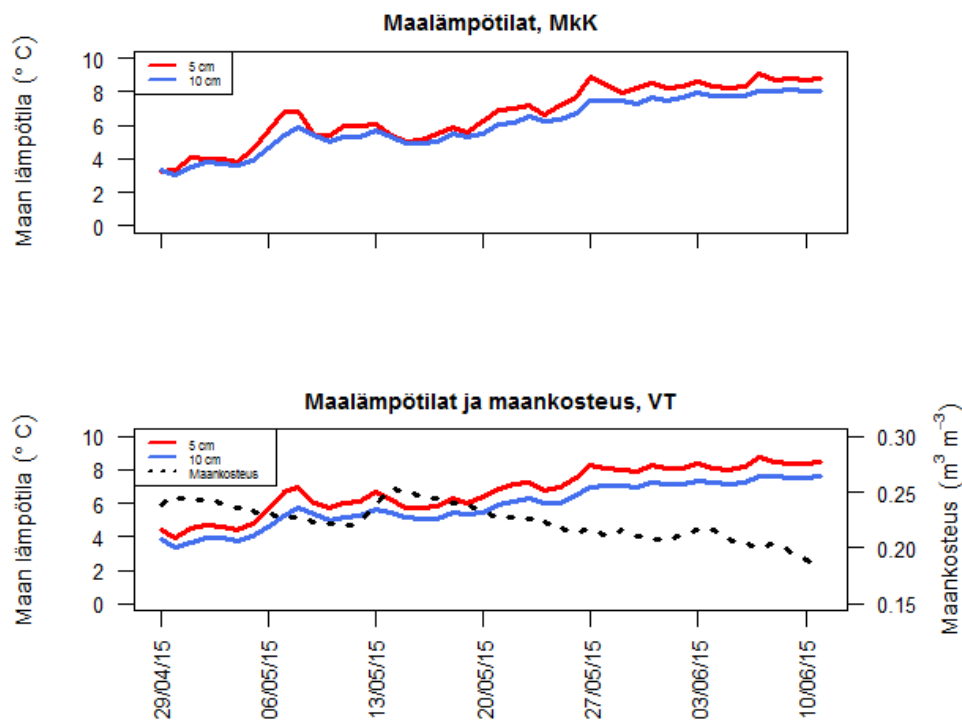 Maalämpötilat, MkK
Maan lämpötila (° C)
10
8
6
4
2
0
5 cm
10 cm
Maalämpötilat ja maankosteus, VT
Maan lämpötila (° C)
10
8
6
4
2
0
5 cm
10 cm
Maankosteus
0.30
0.25
0.20
0.15
Maankosteus (m³ m⁻³)
29/04/15
06/05/15
13/05/15
20/05/15
27/05/15
03/06/15
10/06/15